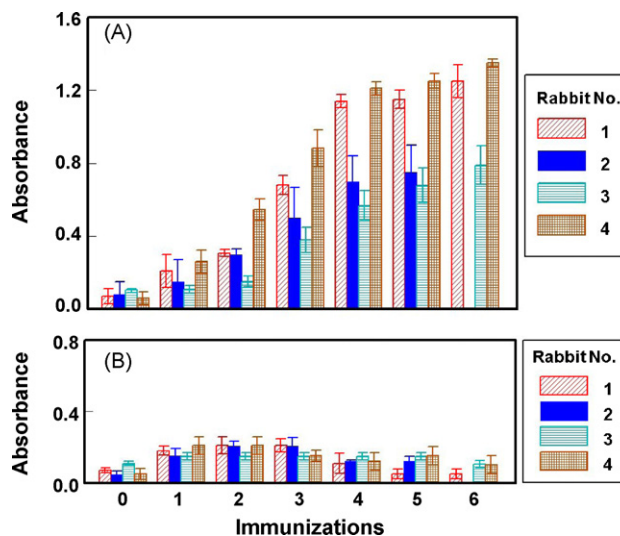 (A)
1.6
1.2
0.8
0.4
0.0
Absorbance
Rabbit No.
1
2
3
4
(B)
0.8
0.4
0.0
Absorbance
Rabbit No.
1
2
3
4
0 1 2 3 4 5 6
Immunizations